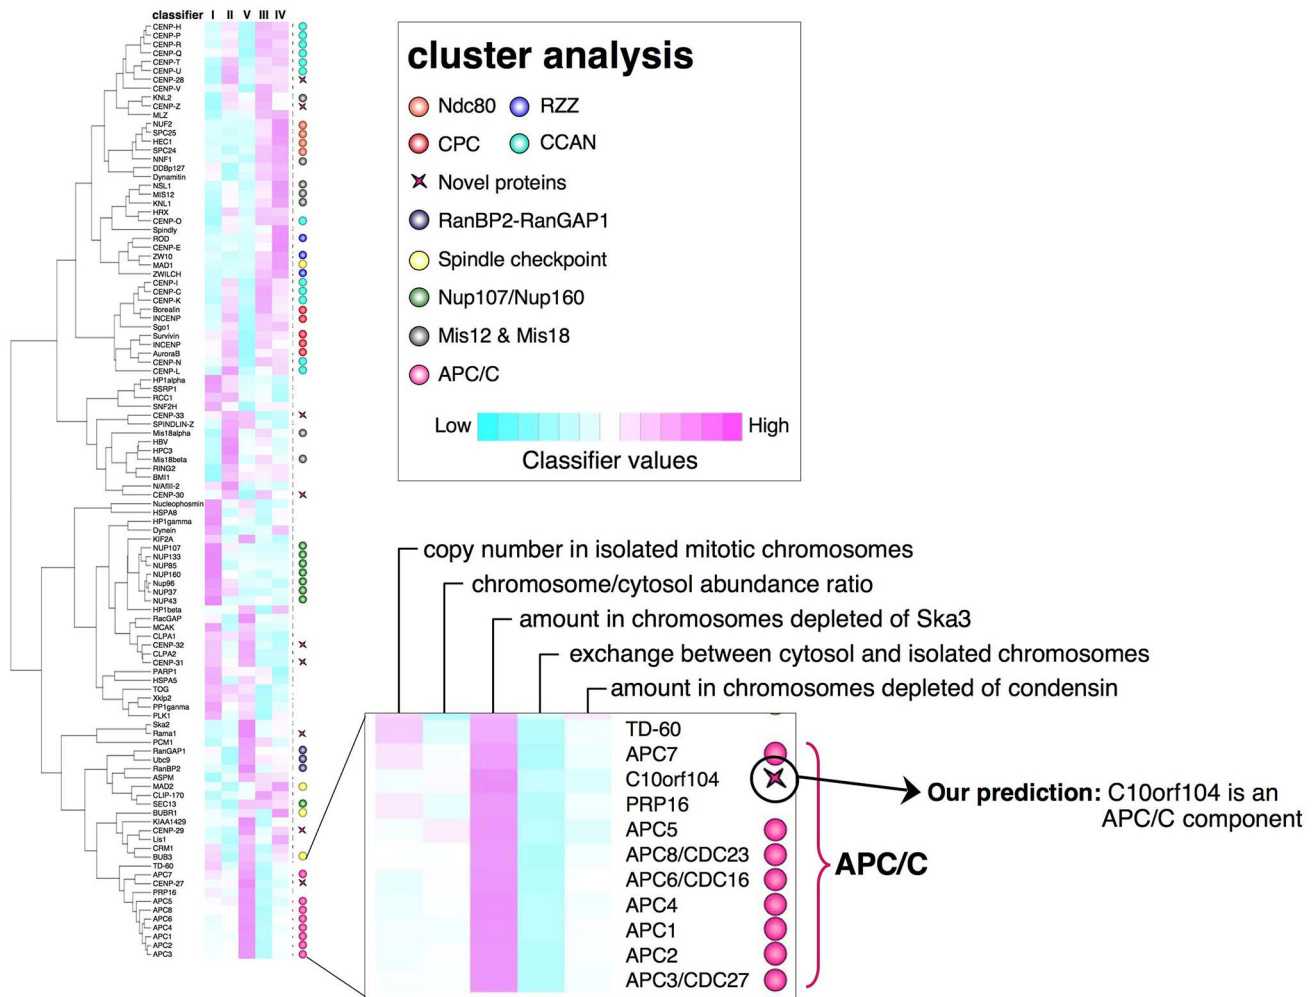 classifier I II V III IV
CENP-H
CENP-P
CENP-R
CENP-Q
CENP-T
CENP-U
CENP-28
CENP-V
KNL2
CENP-Z
MLZ
NUF2
SPC25
HEC1
SPC24
NNF1
DDBp127
Dynamitin
NSL1
MIS12
KNL1
HRX
CENP-O
Spindly
ROD
CENP-E
ZW10
MAD1
ZWILCH
CENP-I
CENP-C
CENP-K
Borealin
INCENP
Sgo1
Survivin
INCENP
AuroraB
CENP-N
CENP-L
HP1alpha
SSRP1
RCC1
SNF2H
CENP-33
SPINDLIN-Z
Mis18alpha
HBV
HPC3
Mis18beta
RING2
BMI1
N/AfIII-2
CENP-30
Nucleophosmin
HSPA8
HP1gamma
Dynein
KIF2A
NUP107
NUP133
NUP85
NUP160
Nup96
NUP37
NUP43
HP1beta
RacGAP
MCAK
CLPA1
CENP-32
CLPA2
CENP-31
PARP1
HSPA5
TOG
Xklp2
PP1ganma
PLK1
Ska2
Rama1
PCM1
RanGAP1
Ubc9
RanBP2
ASPM
MAD2
CLIP-170
SEC13
BUBR1
KIAA1429
CENP-29
Lis1
CRM1
BUB3
TD-60
APC7
CENP-27
PRP16
APC5
APC8
APC6
APC4
APC1
APC2
APC3
cluster analysis
Ndc80 RZZ
CPC CCAN
Novel proteins
RanBP2-RanGAP1
Spindle checkpoint
Nup107/Nup160
Mis12 & Mis18
APC/C
Low High
Classifier values
copy number in isolated mitotic chromosomes
chromosome/cytosol abundance ratio
amount in chromosomes depleted of Ska3
exchange between cytosol and isolated chromosomes
amount in chromosomes depleted of condensin
TD-60
APC7
C10orf104
PRP16
APC5
APC8/CDC23
APC6/CDC16
APC4
APC1
APC2
APC3/CDC27
APC/C
Our prediction: C10orf104 is an
APC/C component